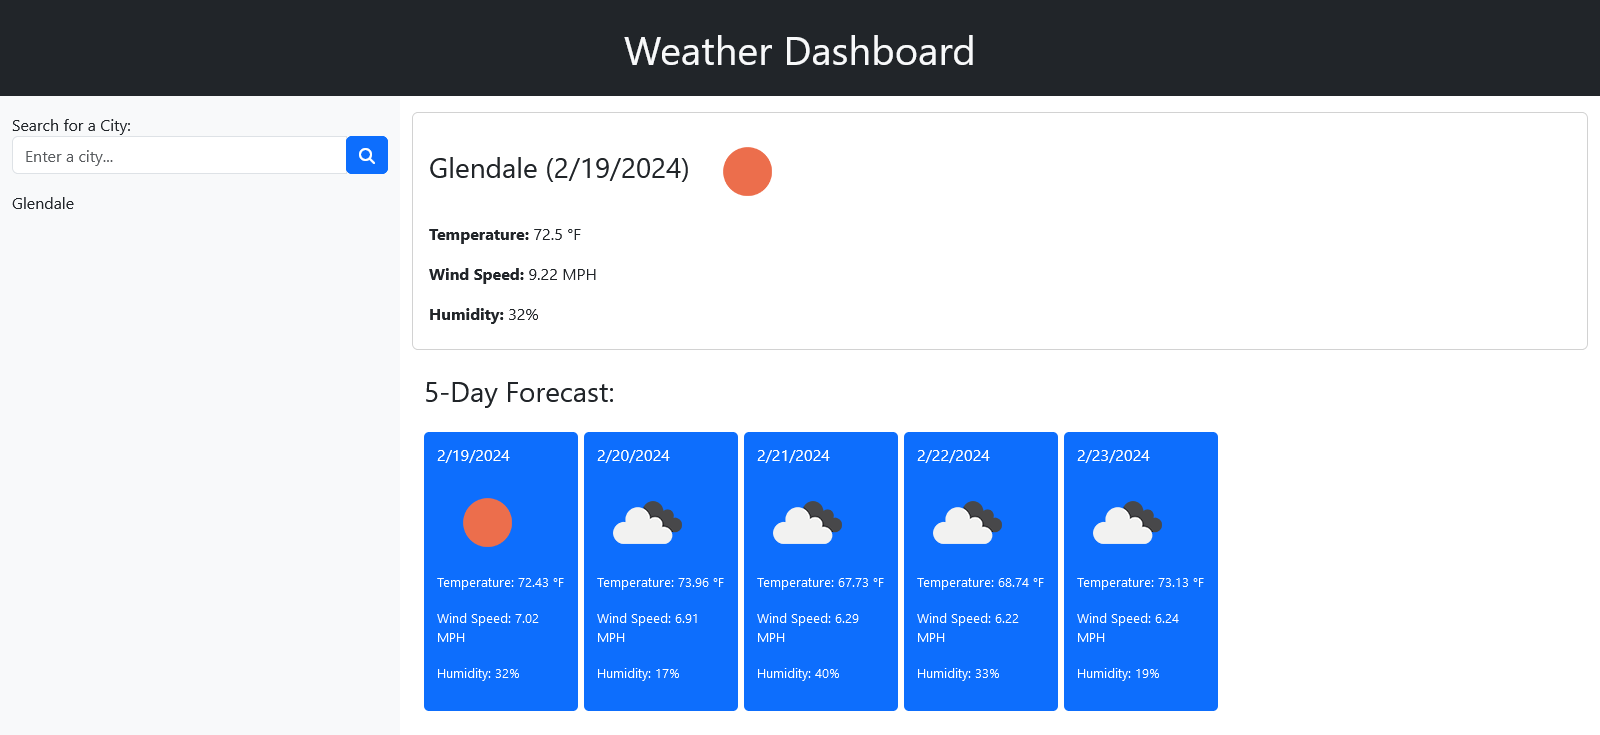 Weather Dashboard
Search for a City:
Enter a city...
Glendale
Glendale (2/19/2024)
Temperature: 72.5 °F
Wind Speed: 9.22 MPH
Humidity: 32%
5-Day Forecast:
2/19/2024
Temperature: 72.43 °F
Wind Speed: 7.02
MPH
Humidity: 32%
2/20/2024
Temperature: 73.96 °F
Wind Speed: 6.91
MPH
Humidity: 17%
2/21/2024
Temperature: 67.73 °F
Wind Speed: 6.29
MPH
Humidity: 40%
2/22/2024
Temperature: 68.74 °F
Wind Speed: 6.22
MPH
Humidity: 33%
2/23/2024
Temperature: 73.13 °F
Wind Speed: 6.24
MPH
Humidity: 19%